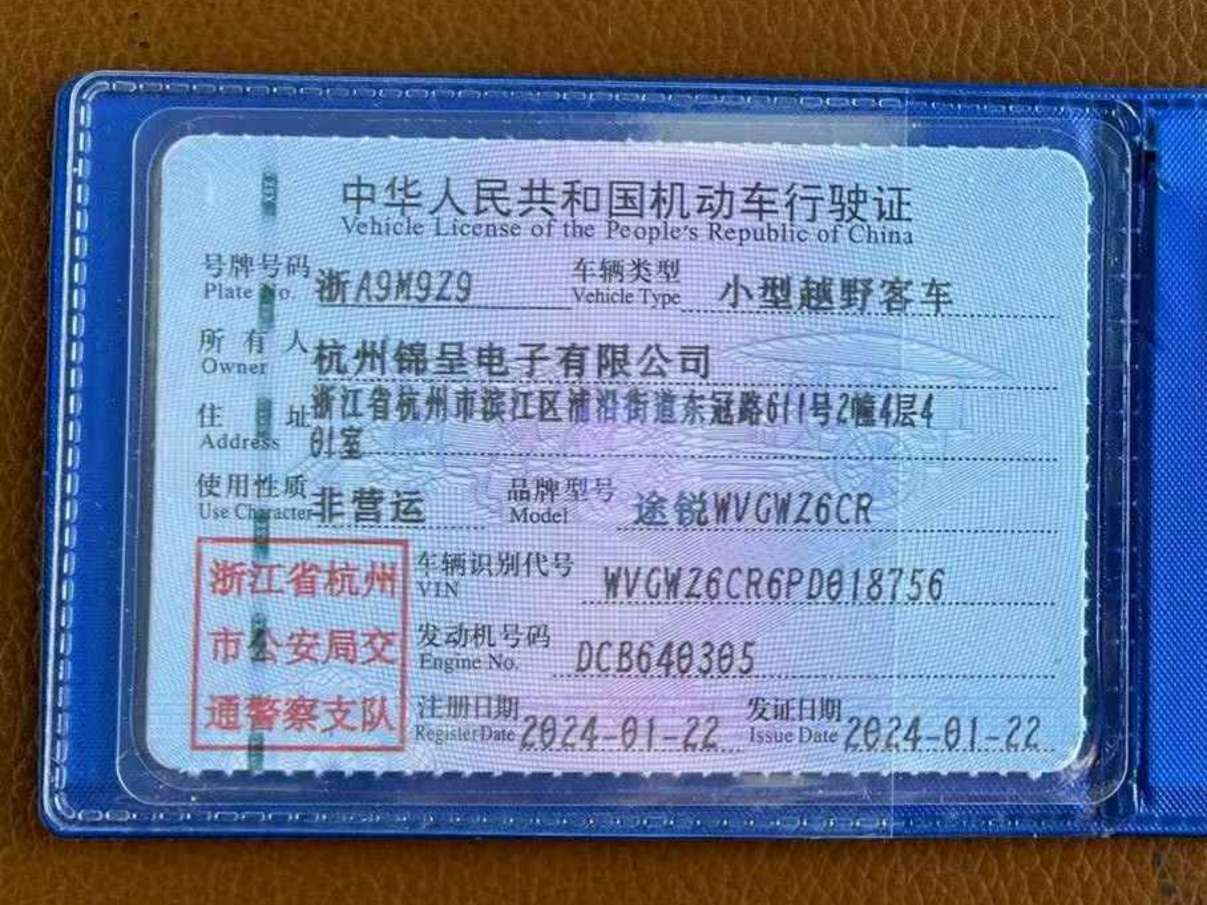 中华人民共和国机动车行驶证
Vehicle License of the People's Republic of China
号牌号码 浙A9M9Z9 车辆类型 小型越野客车
Plate No. Vehicle Type
所有人 杭州锦呈电子有限公司
Owner
住址 浙江省杭州市滨江区浦沿街道东冠路611号2幢4层4
Address 01室
使用性质 非营运 品牌型号 途锐WVGWZ6CR
Use Character Model
浙江省杭州 车辆识别代号 WVGWZ6CR6PD018756
VIN
市公安局交 发动机号码 DCB640305
Engine No.
通警察支队 注册日期 2024-01-22 发证日期 2024-01-22
Register Date Issue Date